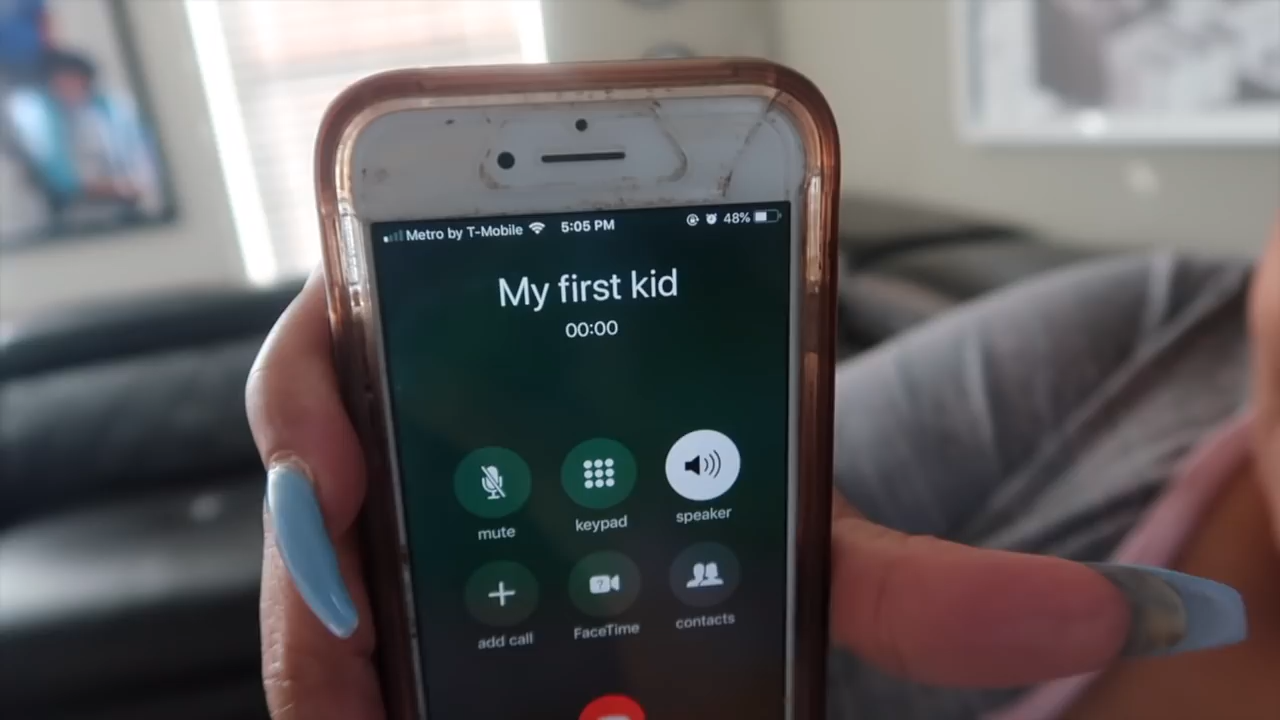 Metro by T-Mobile 5:05 PM 48%
My first kid
00:00
mute keypad speaker
add call FaceTime contacts